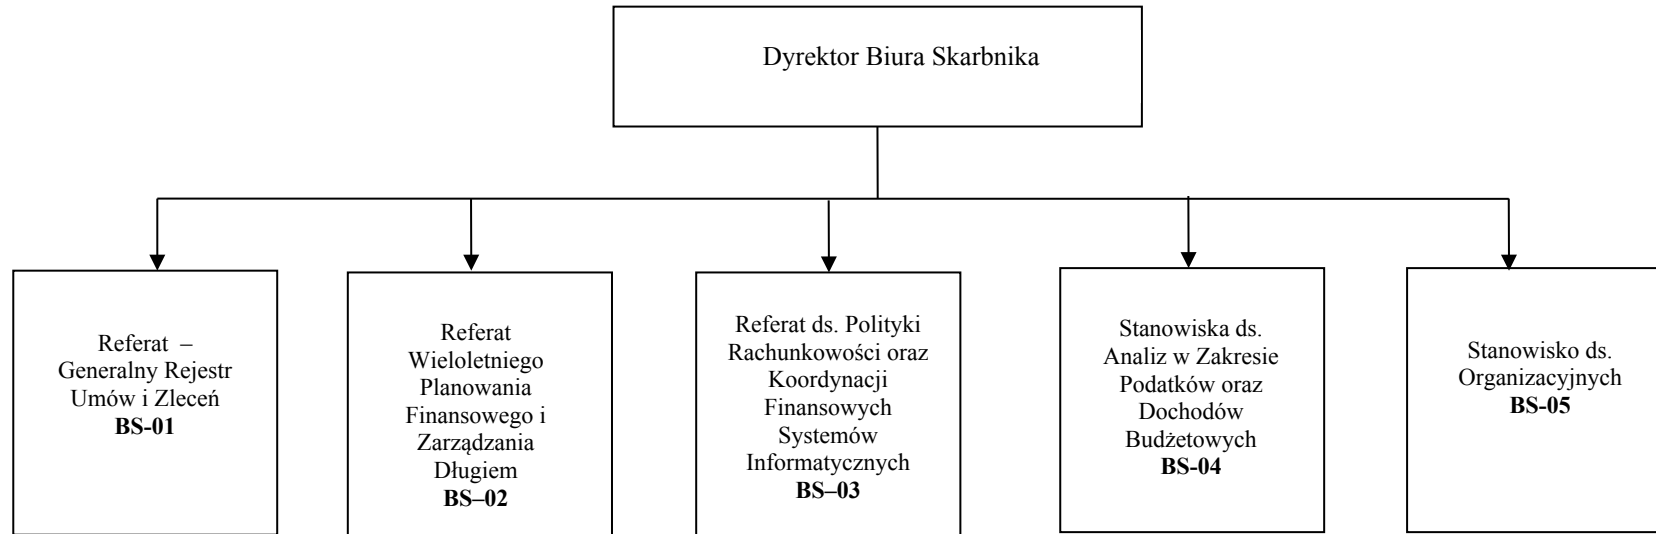 Dyrektor Biura Skarbnika
Referat –
Generalny Rejestr
Umów i Zleceń
BS-01
Referat
Wieloletniego
Planowania
Finansowego i
Zarządzania
Długiem
BS–02
Referat ds. Polityki
Rachunkowości oraz
Koordynacji
Finansowych
Systemów
Informatycznych
BS–03
Stanowiska ds.
Analiz w Zakresie
Podatków oraz
Dochodów
Budżetowych
BS-04
Stanowisko ds.
Organizacyjnych
BS-05